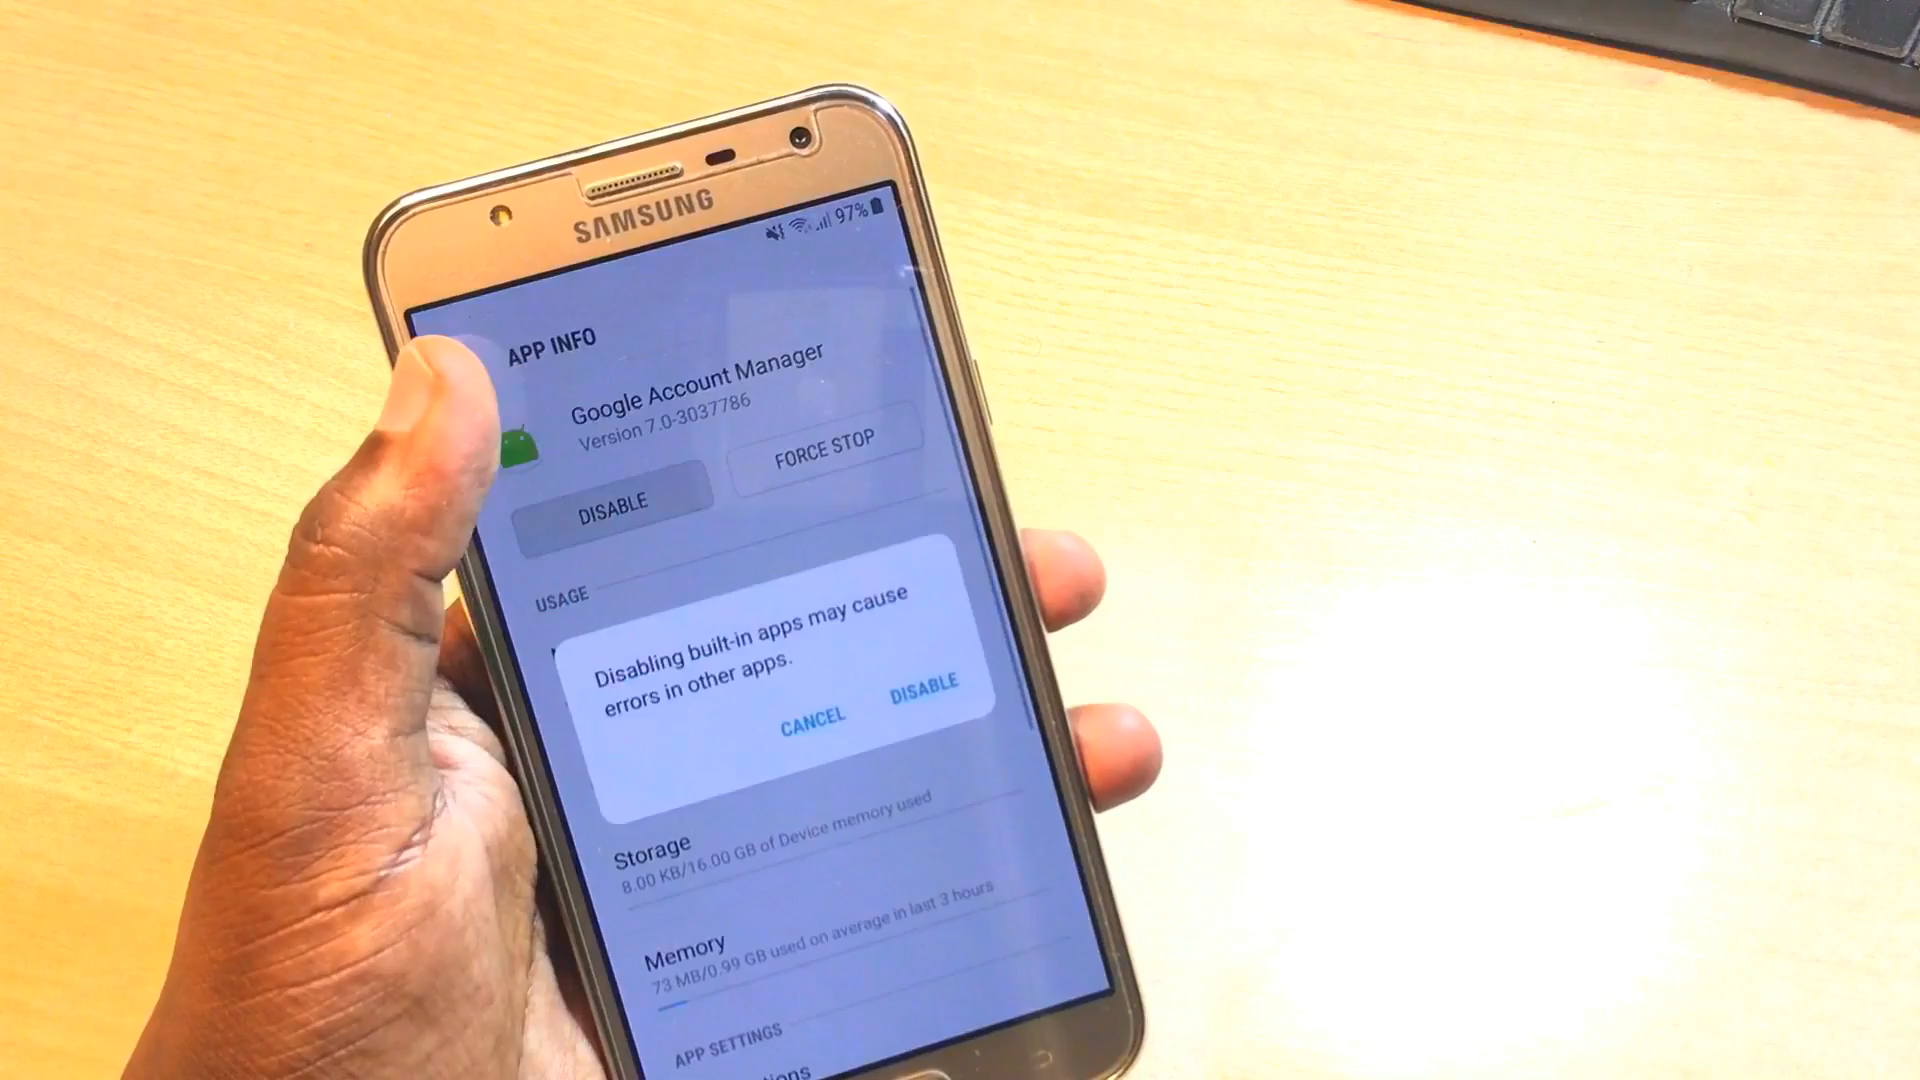 SAMSUNG
97%
APP INFO
Google Account Manager
Version 7.0-3037786
DISABLE
FORCE STOP
USAGE
Disabling built-in apps may cause
errors in other apps.
CANCEL
DISABLE
Storage
8.00 KB/16.00 GB of Device memory used
Memory
73 MB/0.99 GB used on average in last 3 hours
APP SETTINGS